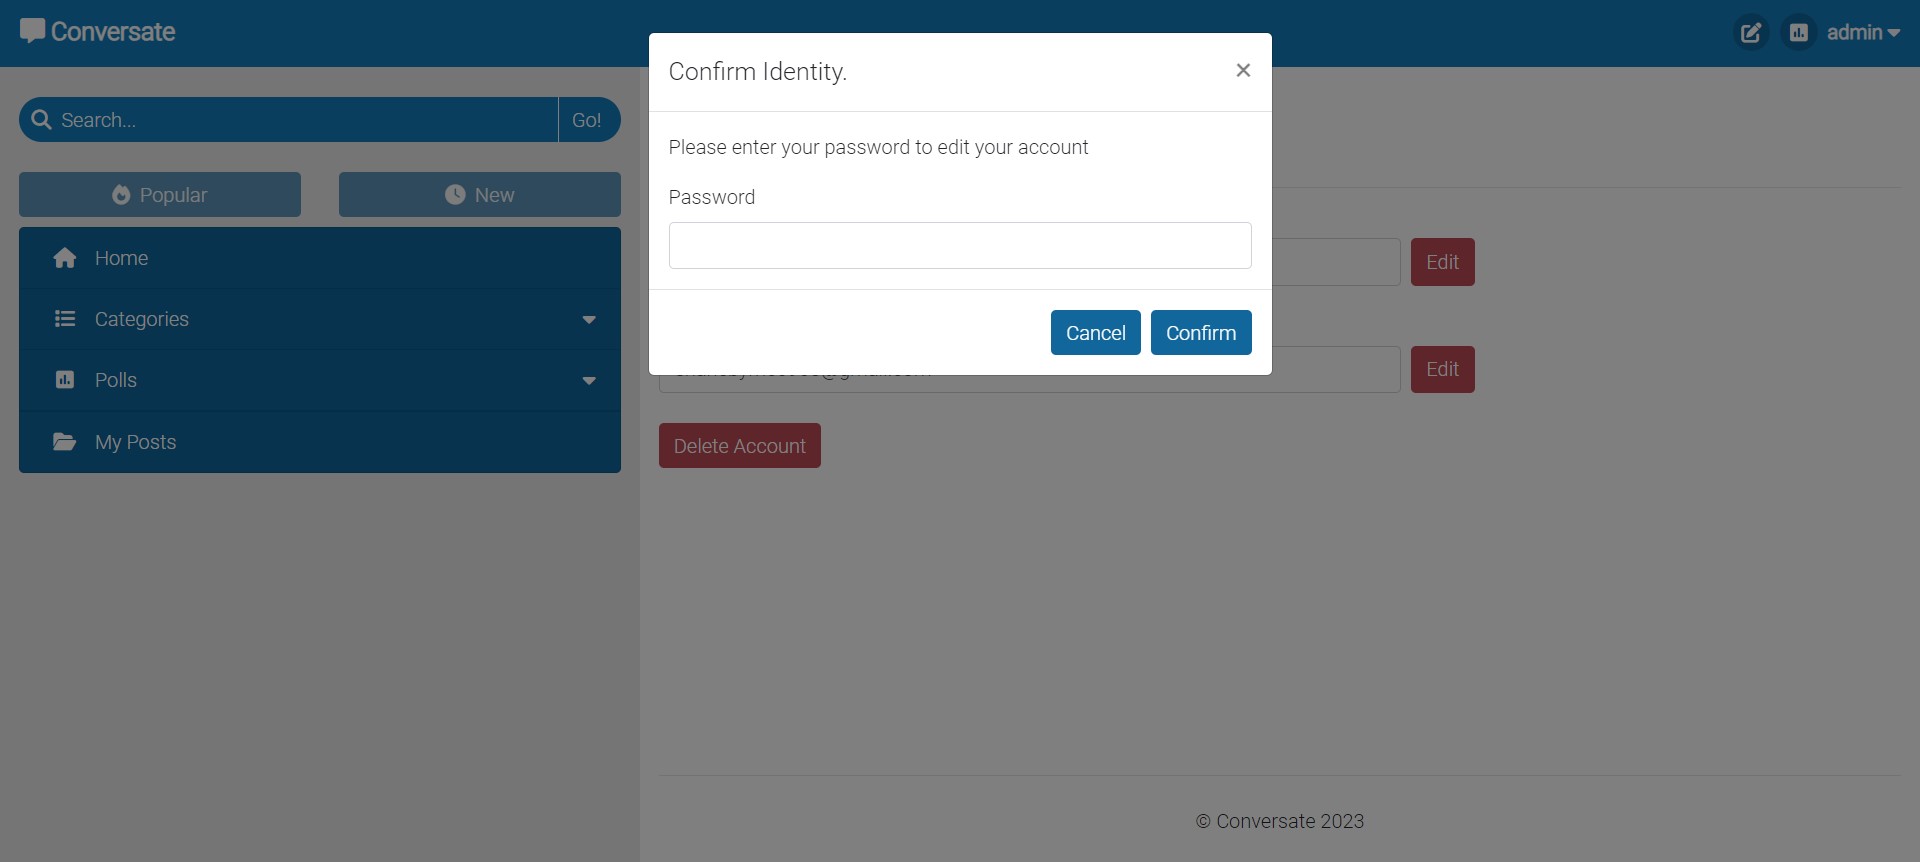 Conversate
admin
Confirm Identity.
×
Search...
Go!
Please enter your password to edit your account
Popular
New
Password
Home
Edit
Categories
Cancel
Confirm
Polls
Edit
My Posts
Delete Account
© Conversate 2023